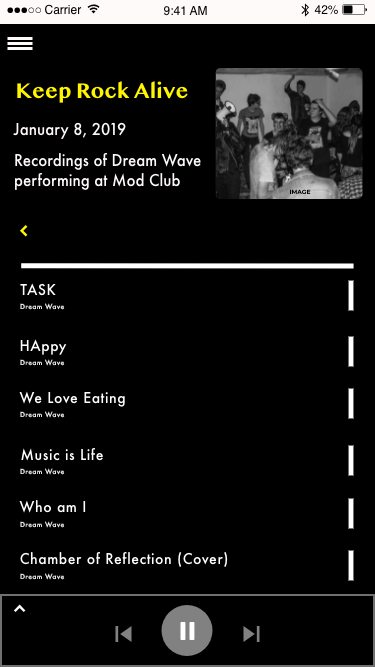 Carrier
9:41 AM
42%
Keep Rock Alive
January 8, 2019
Recordings of Dream Wave
performing at Mod Club
IMAGE
TASK
Dream Wave
HAppy
Dream Wave
We Love Eating
Dream Wave
Music is Life
Dream Wave
Who am I
Dream Wave
Chamber of Reflection (Cover)
Dream Wave